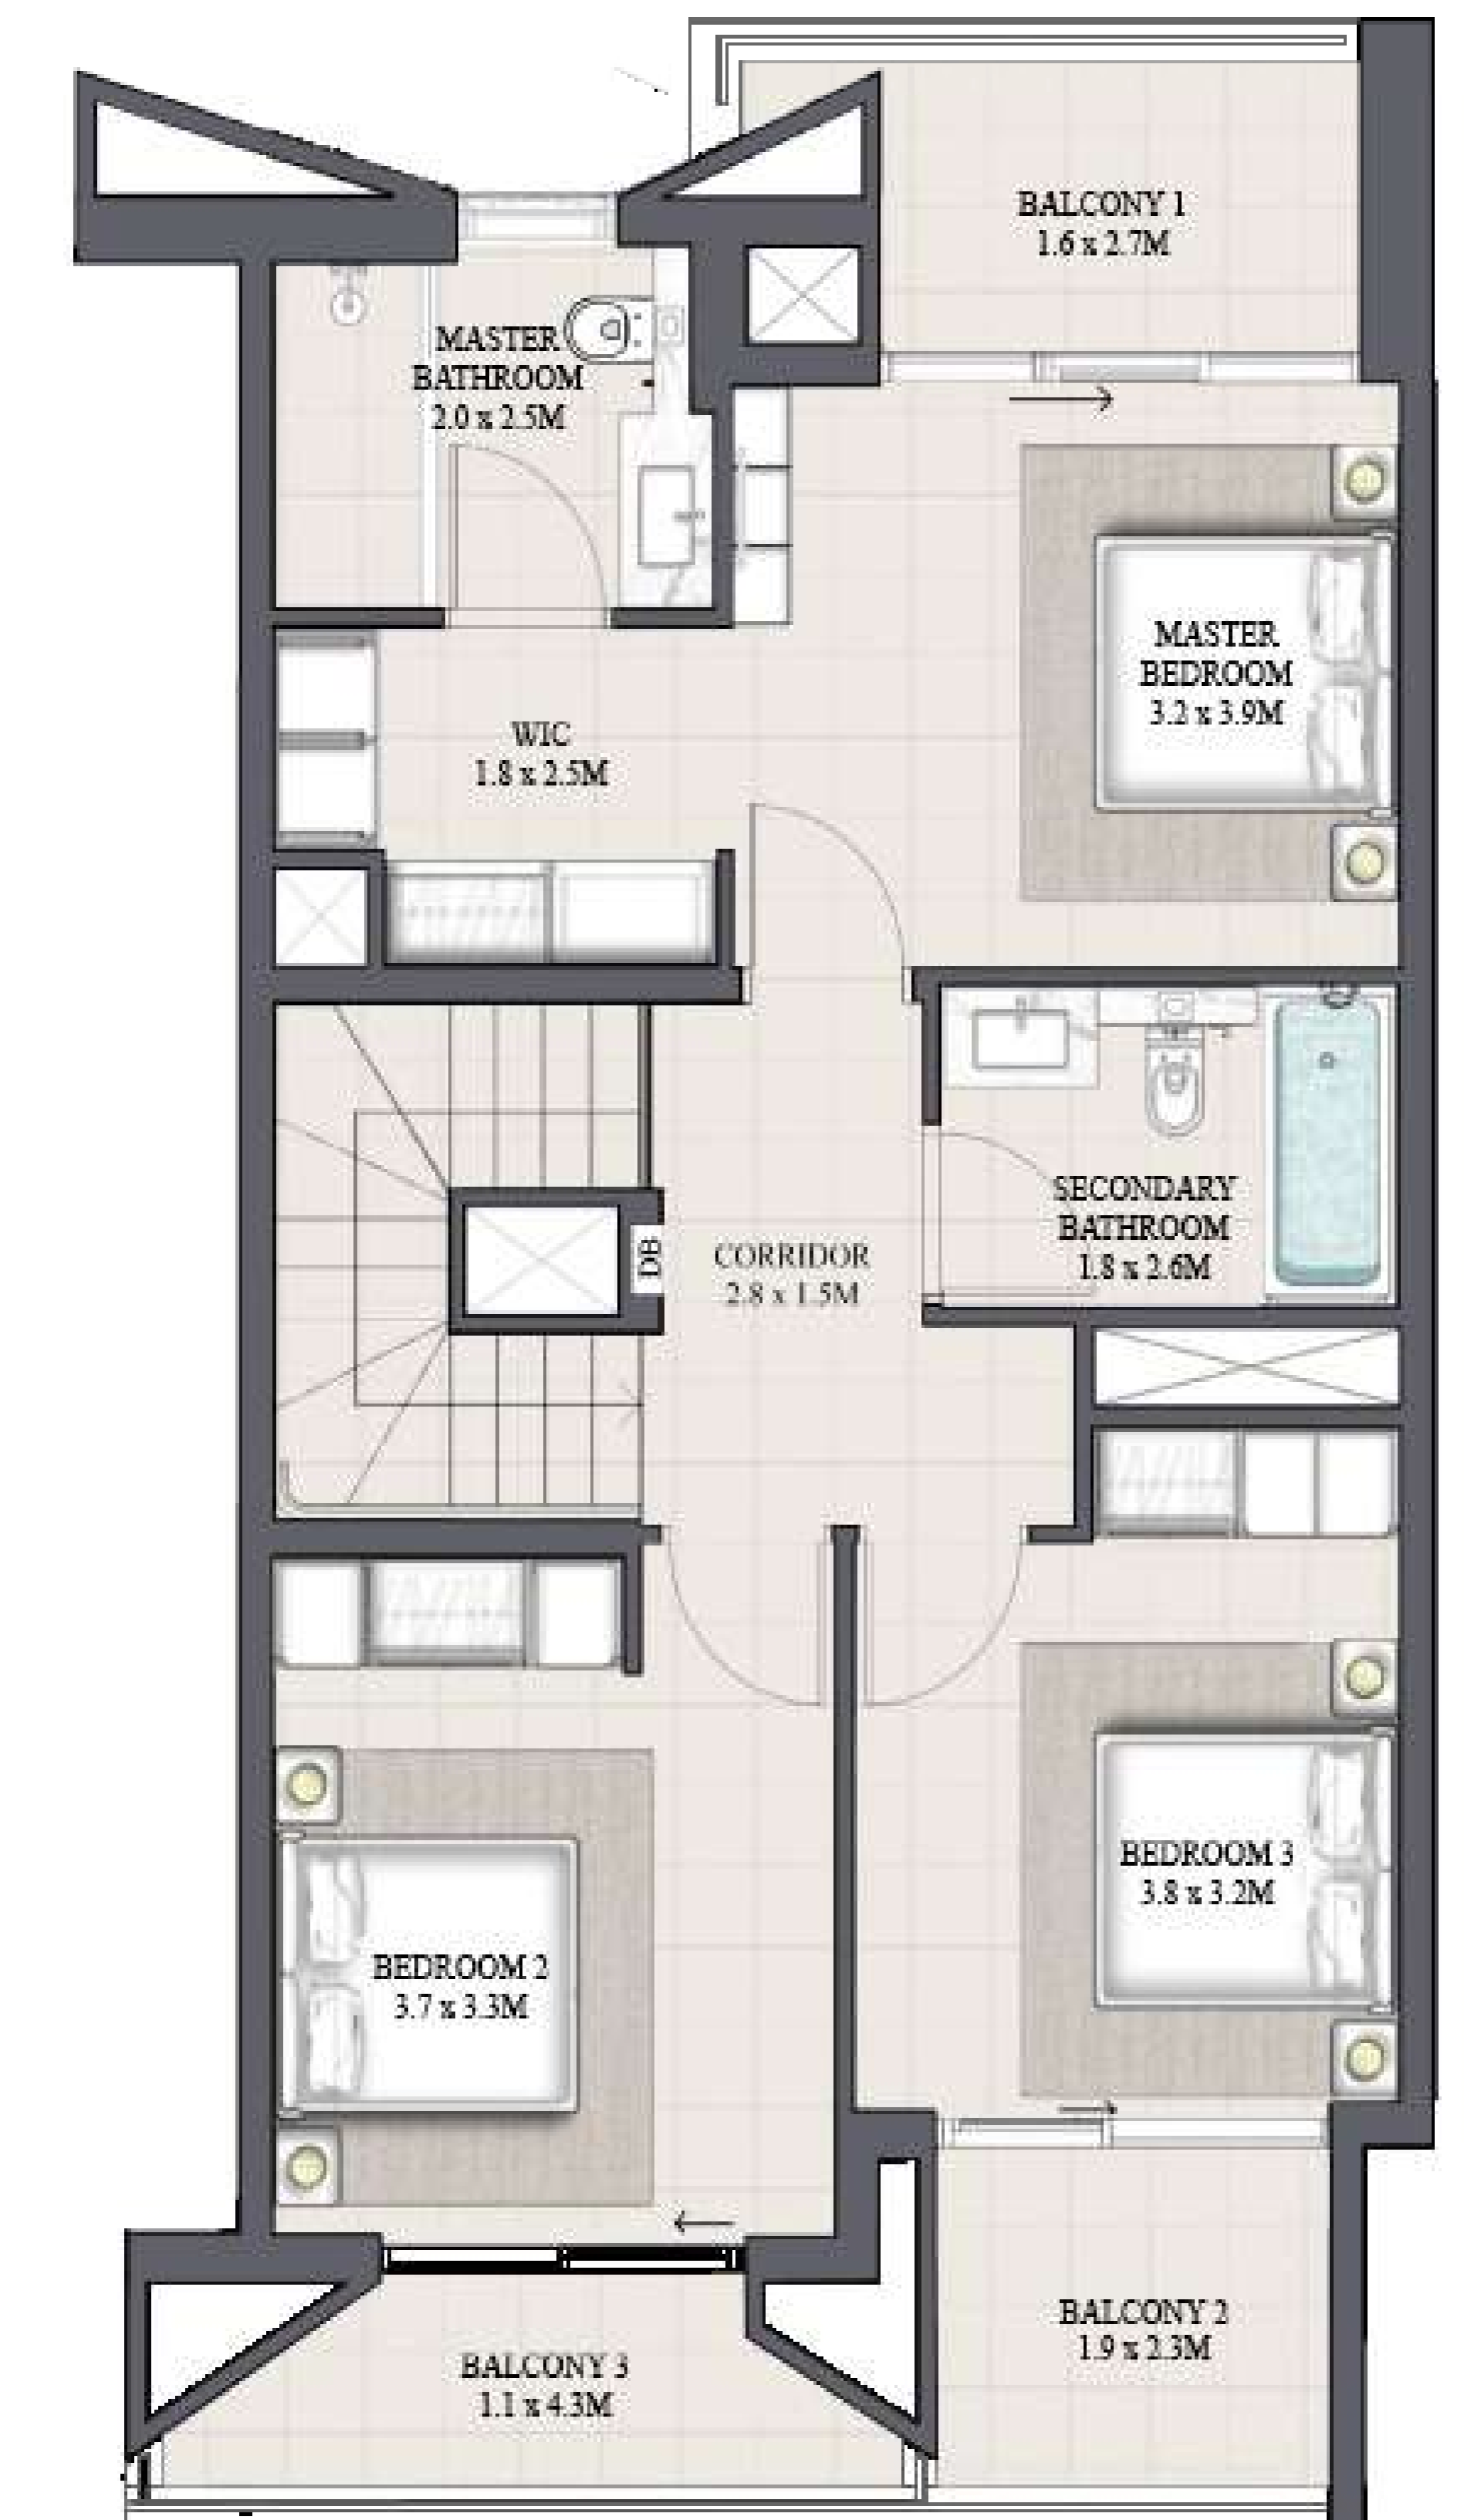 BALCONY 1
1.6 x 2.7M
MASTER
BATHROOM
2.0 x 2.5M
MASTER
BEDROOM
3.2 x 3.9M
WIC
1.8 x 2.5M
SECONDARY
BATHROOM
1.8 x 2.6M
DB
CORRIDOR
2.8 x 1.5M
BEDROOM 3
3.8 x 3.2M
BEDROOM 2
3.7 x 3.3M
BALCONY 2
1.9 x 2.3M
BALCONY 3
1.1 x 4.3M